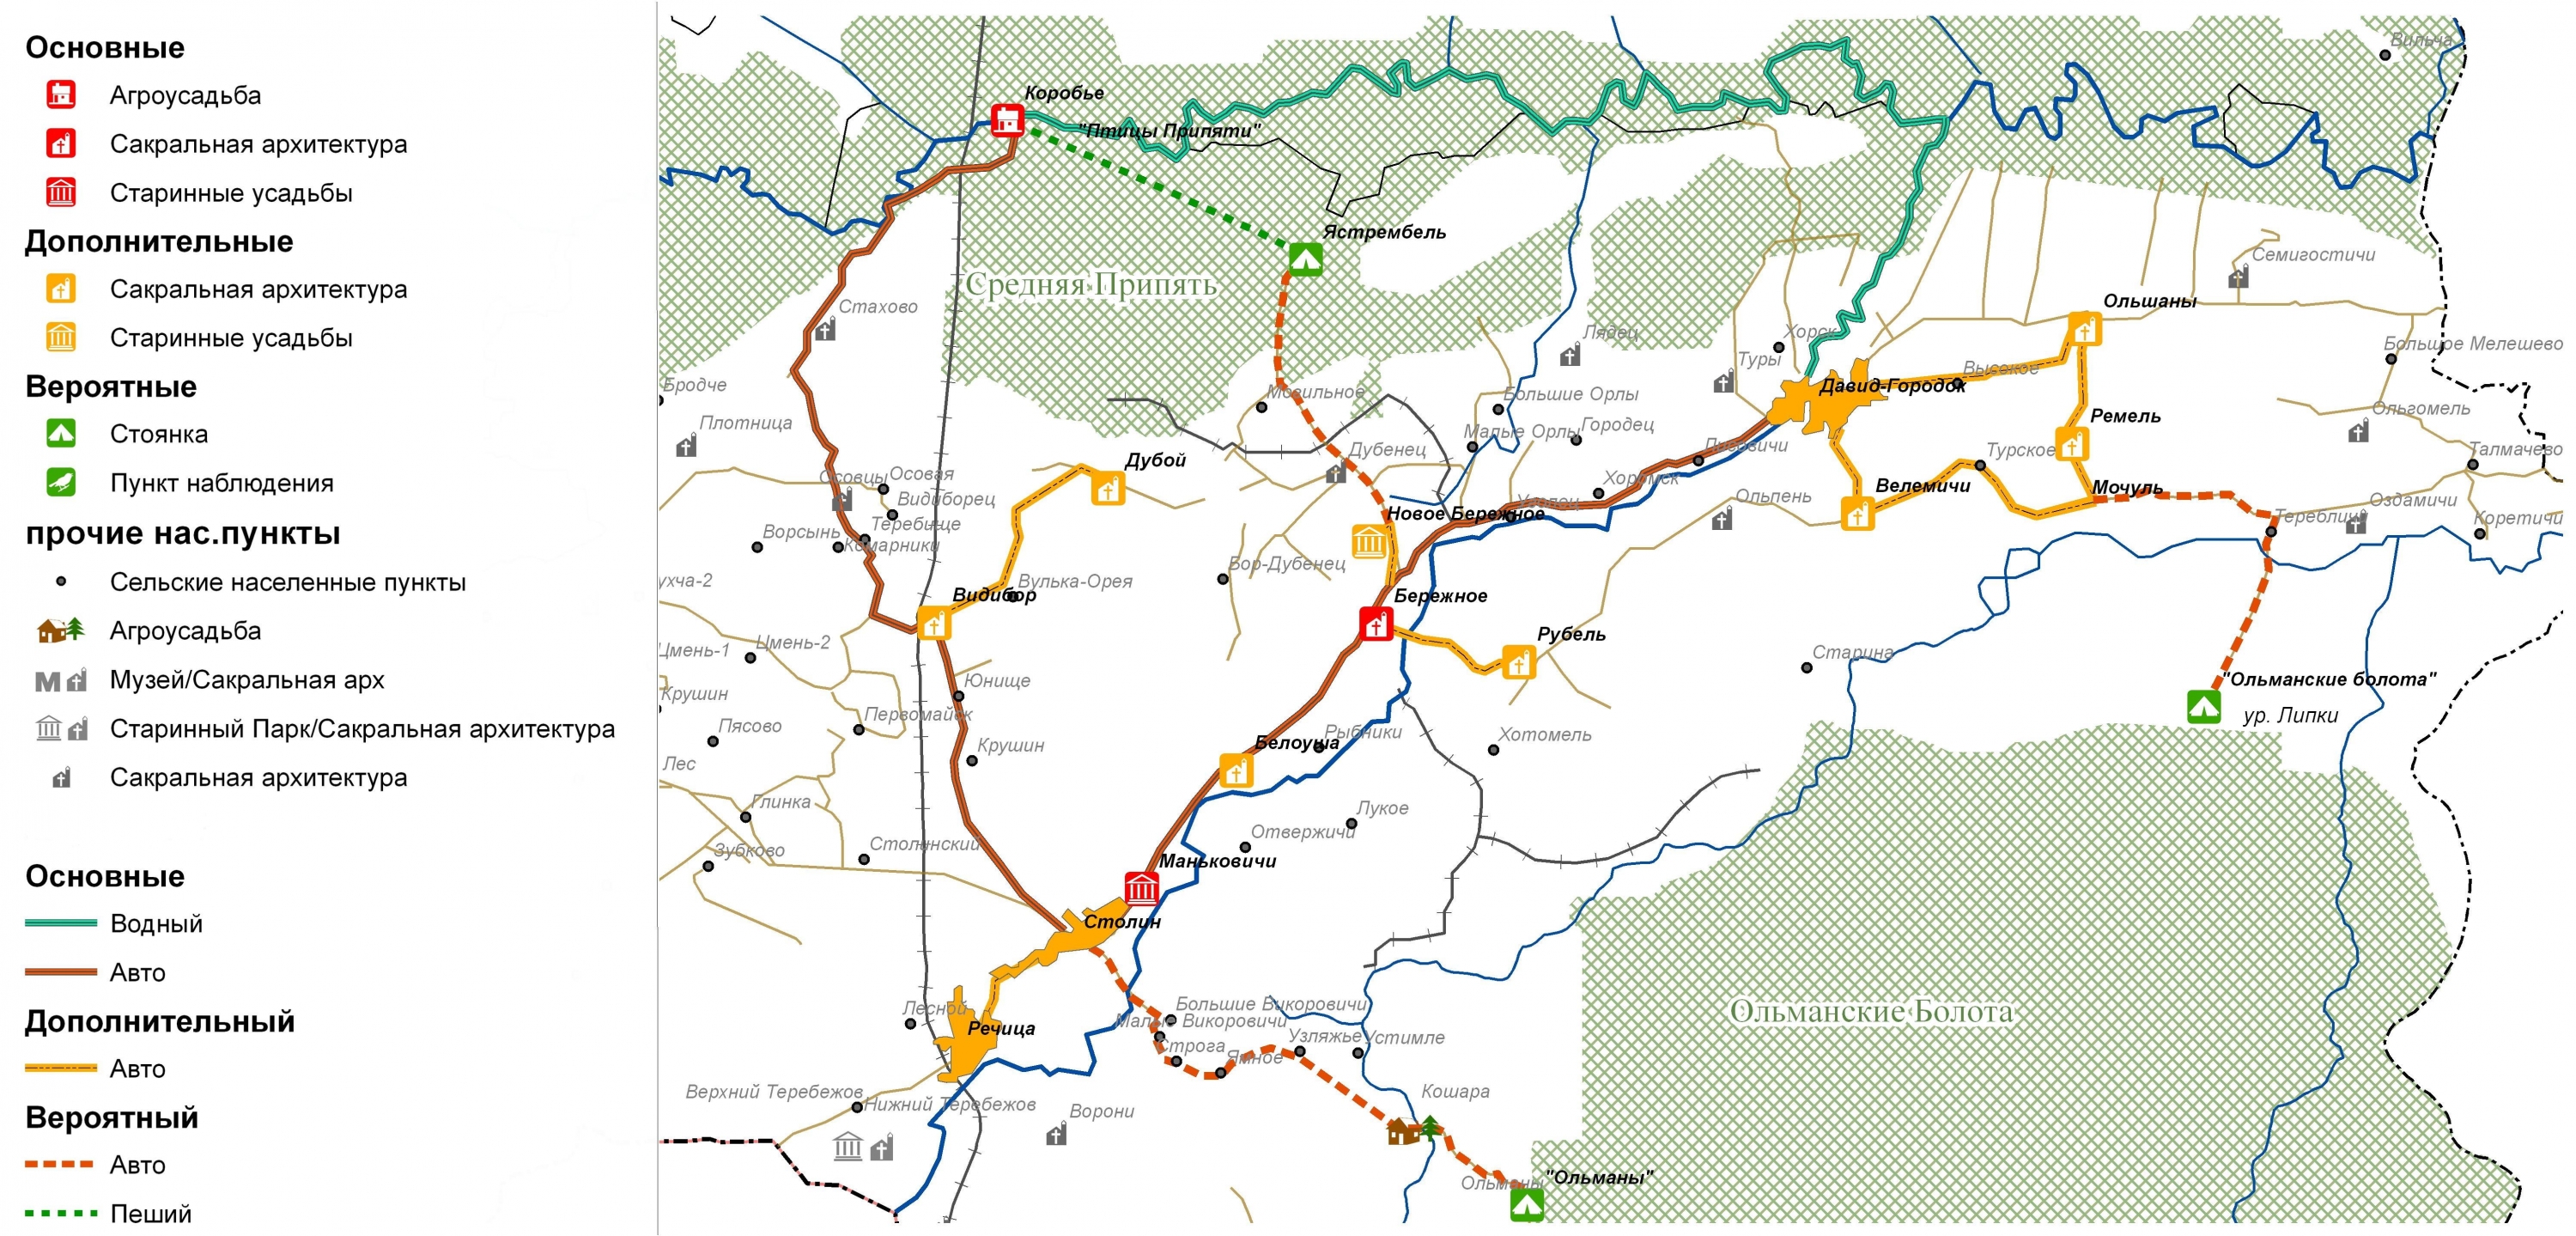 Основные
Агроусадьба
Сакральная архитектура
Старинные усадьбы
Дополнительные
Сакральная архитектура
Старинные усадьбы
Вероятные
Стоянка
Пункт наблюдения
прочие нас.пункты
Сельские населенные пункты
Агроусадьба
М Музей/Сакральная арх
Старинный Парк/Сакральная архитектура
Сакральная архитектура
Основные
Водный
Авто
Дополнительный
Авто
Вероятный
Авто
Пеший
Вильча
Коробье
"Птицы Припяти"
Ястребель
Средняя Припять
Семигостичи
Стахово
Ольшаны
Лядец
Хорск
Туры
Большое Мелешево
Высокое
Бродче
Могильное
Большие Орлы
Давид-Городок
Плотница
Малые Орлы
Городец
Ремель
Ольгомель
Дубенец
Лисовичи
Турское
Талмачево
Дубой
Осовцы
Осовая
Видиборец
Хоромск
Ольпень
Велемичи
Мочуль
Оздамичи
Теребище
Ворсынь
Комарники
Новое Бережное
Узлец
Теребличи
Коретичи
ухча-2
Вулька-Орея
Бор-Дубенец
Видибор
Бережное
Рубель
Цмень-1
Цмень-2
Старина
Юнище
"Ольманские болота"
ур. Липки
Крушин
Первомайск
Пясово
Крушин
Белоуша
Рыбники
Хотомель
Лес
Глинка
Лукое
Отвержичи
Зубково
Столинский
Маньковичи
Столин
Лесной
Речица
Большие Викоровичи
Малые Викоровичи
Строга
Ямное
Узляжье
Устимле
Ольманские Болота
Верхний Теребежов
Нижний Теребежов
Ворони
Кошара
Ольманы
"Ольманы"